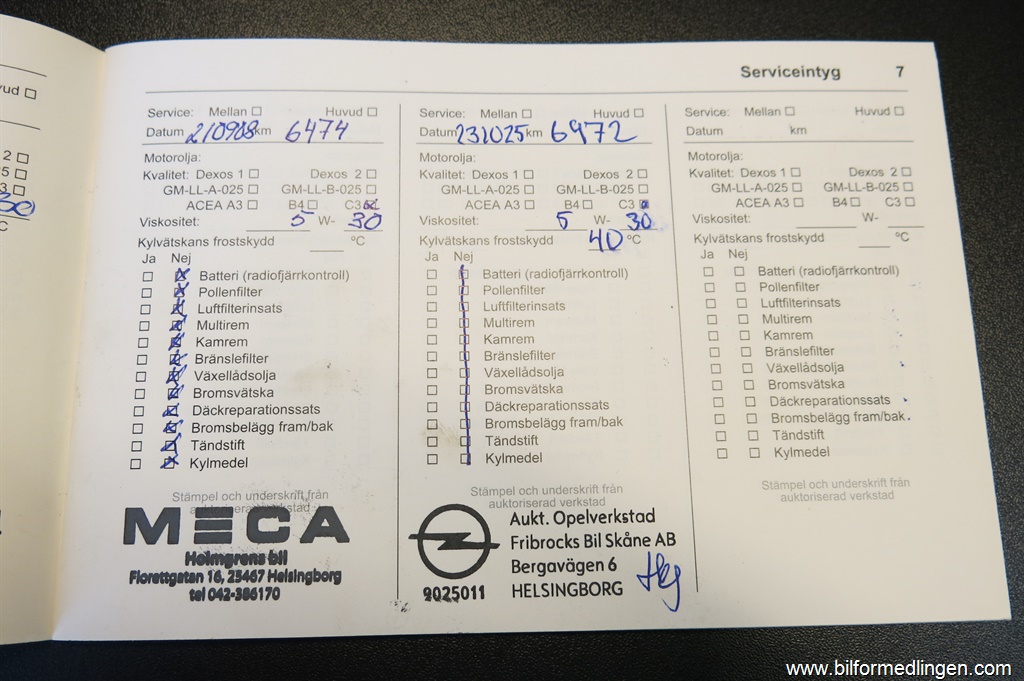 Serviceintyg 7
vud
2
5
3
30
C
Service: Mellan Huvud
Datum 210908 km 6474
Motorolja:
Kvalitet: Dexos 1 Dexos 2
GM-LL-A-025 GM-LL-B-025
ACEA A3 B4 C3
Viskositet: 5 W- 30
Kylvätskans frostskydd °C
Ja Nej
Batteri (radiofjärrkontroll)
Pollenfilter
Luftfilterinsats
Multirem
Kamrem
Bränslefilter
Växellådsolja
Bromsvätska
Däckreparationssats
Bromsbelägg fram/bak
Tändstift
Kylmedel
Stämpel och underskrift från
auktoriserad verkstad
MECA
Holmgrens bil
Florettgatan 16, 25467 Helsingborg
tel 042-386170
Service: Mellan Huvud
Datum 231025 km 6972
Motorolja:
Kvalitet: Dexos 1 Dexos 2
GM-LL-A-025 GM-LL-B-025
ACEA A3 B4 C3
Viskositet: 5 W- 30
Kylvätskans frostskydd 40 °C
Ja Nej
Batteri (radiofjärrkontroll)
Pollenfilter
Luftfilterinsats
Multirem
Kamrem
Bränslefilter
Växellådsolja
Bromsvätska
Däckreparationssats
Bromsbelägg fram/bak
Tändstift
Kylmedel
Stämpel och underskrift från
auktoriserad verkstad
Aukt. Opelverkstad
Fribrocks Bil Skåne AB
Bergavägen 6
9025011 HELSINGBORG
Service: Mellan Huvud
Datum km
Motorolja:
Kvalitet: Dexos 1 Dexos 2
GM-LL-A-025 GM-LL-B-025
ACEA A3 B4 C3
Viskositet: W-
Kylvätskans frostskydd °C
Ja Nej
Batteri (radiofjärrkontroll)
Pollenfilter
Luftfilterinsats
Multirem
Kamrem
Bränslefilter
Växellådsolja
Bromsvätska
Däckreparationssats
Bromsbelägg fram/bak
Tändstift
Kylmedel
Stämpel och underskrift från
auktoriserad verkstad
www.bilformedlingen.com